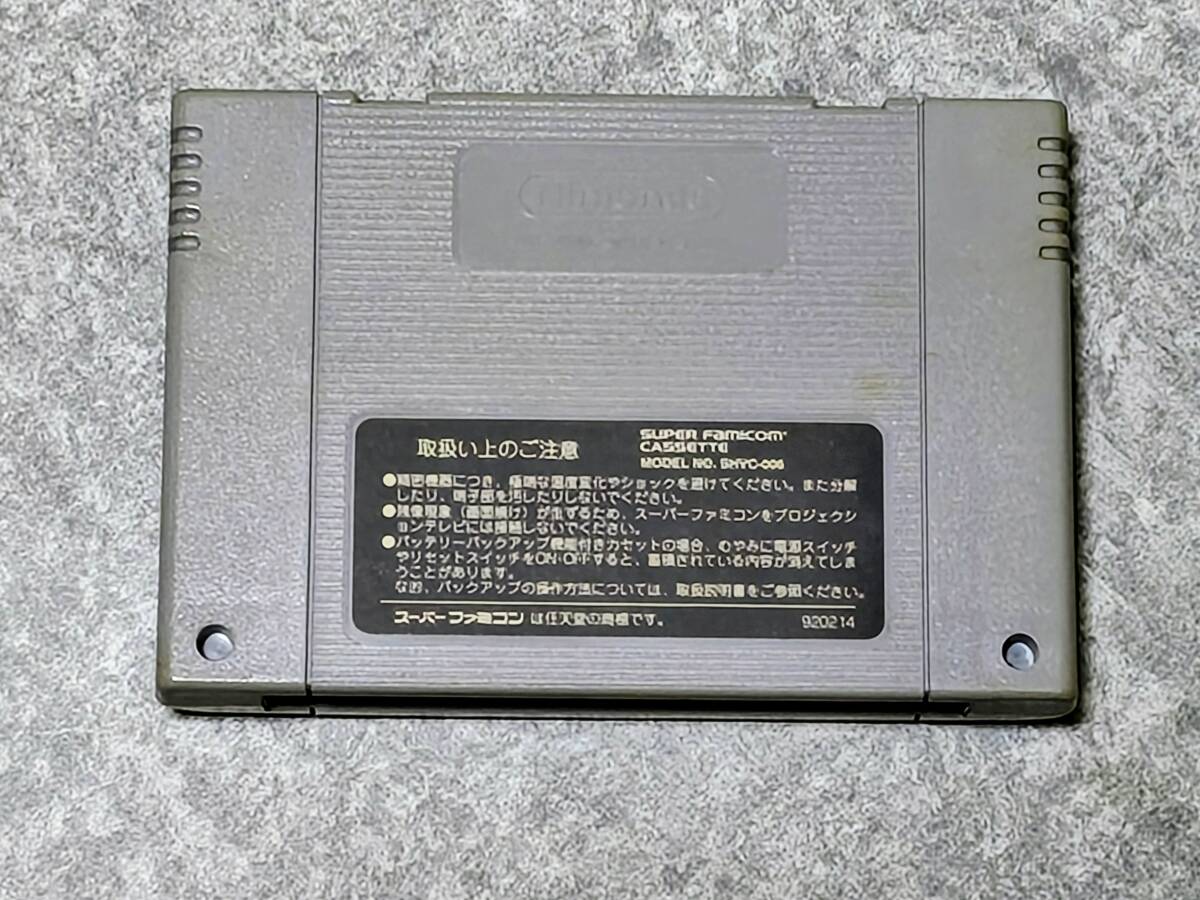 Nintendo
取扱い上のご注意
SUPER FAMICOM
CASSETTE
MODEL NO. SHVC-006
●精密機器につき、極端な温度変化やショックを避けてください。また分解
したり、端子部を汚したりしないでください。
●残像現象(画面焼け)が生ずるため、スーパーファミコンをプロジェクシ
ョンテレビには接続しないでください。
●バッテリーバックアップ機能付きカセットの場合、むやみに電源スイッチ
やリセットスイッチをON・OFFすると、蓄積されている内容が消えてしま
うことがあります。
なお、バックアップの操作方法については、取扱説明書をご参照ください。
スーパーファミコンは任天堂の商標です。
920214